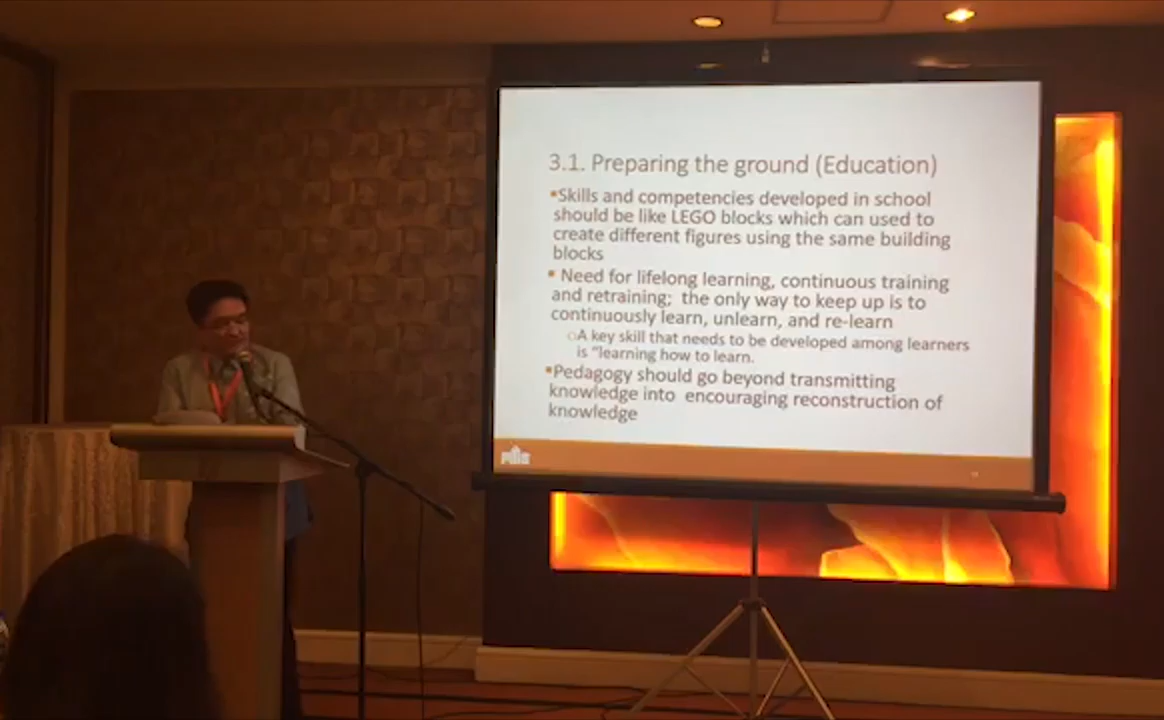 3.1. Preparing the ground (Education)
▪Skills and competencies developed in school
should be like LEGO blocks which can used to
create different figures using the same building
blocks
▪ Need for lifelong learning, continuous training
and retraining; the only way to keep up is to
continuously learn, unlearn, and re-learn
○A key skill that needs to be developed among learners
is "learning how to learn.
▪Pedagogy should go beyond transmitting
knowledge into encouraging reconstruction of
knowledge